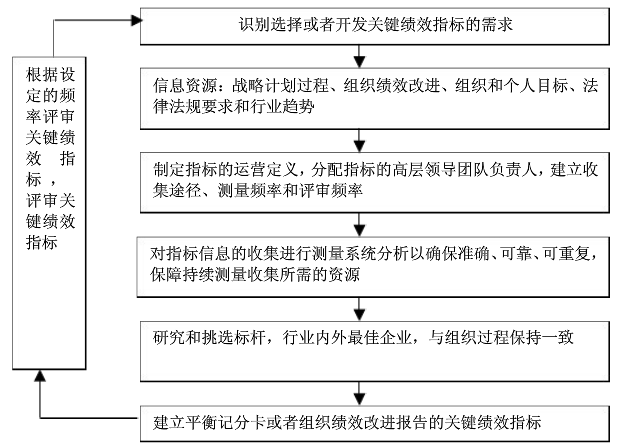 识别选择或者开发关键绩效指标的需求
信息资源：战略计划过程、组织绩效改进、组织和个人目标、法
律法规要求和行业趋势
制定指标的运营定义，分配指标的高层领导团队负责人，建立收
集途径、测量频率和评审频率
对指标信息的收集进行测量系统分析以确保准确、可靠、可重复，
保障持续测量收集所需的资源
研究和挑选标杆，行业内外最佳企业，与组织过程保持一致
建立平衡记分卡或者组织绩效改进报告的关键绩效指标
根据设
定的频
率评审
关键绩
效指
标，
评审关
键绩效
指标